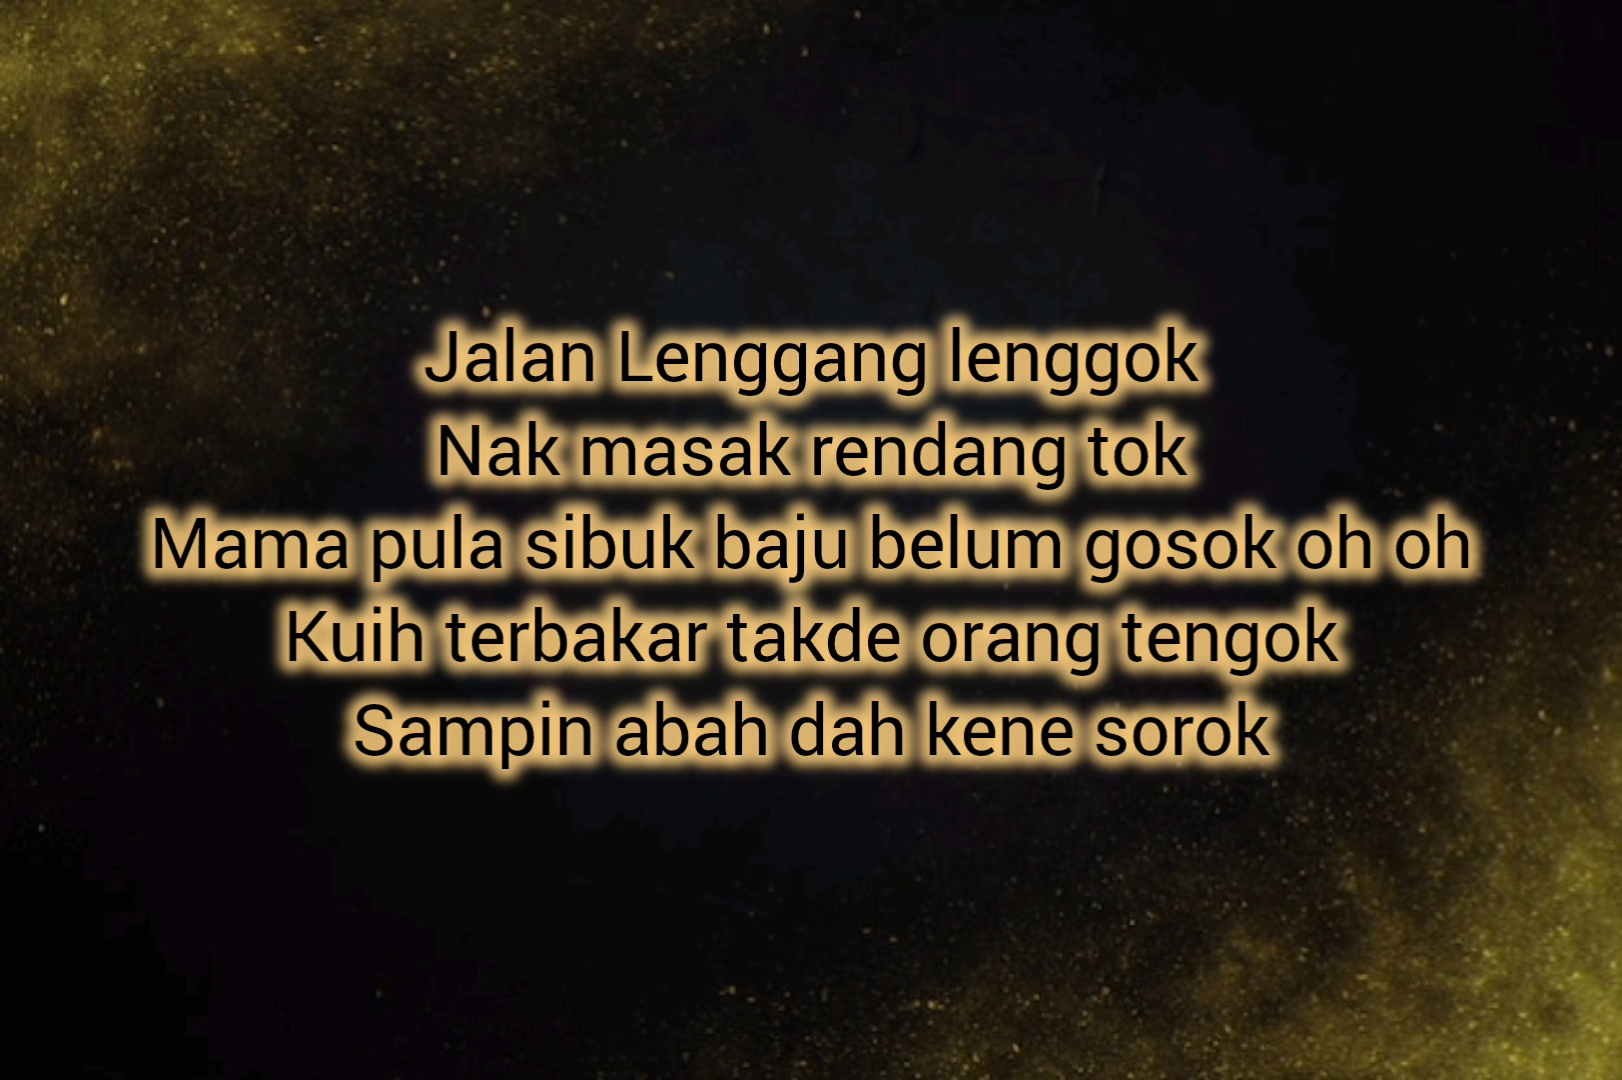 Jalan Lenggang lenggok
Nak masak rendang tok
Mama pula sibuk baju belum gosok oh oh
Kuih terbakar takde orang tengok
Sampin abah dah kene sorok